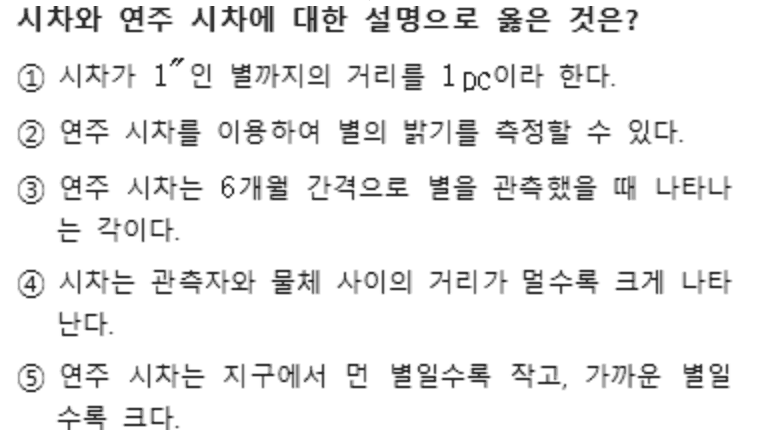 시차와 연주 시차에 대한 설명으로 옳은 것은?
① 시차가 1″인 별까지의 거리를 1pc이라 한다.
② 연주 시차를 이용하여 별의 밝기를 측정할 수 있다.
③ 연주 시차는 6개월 간격으로 별을 관측했을 때 나타나
는 각이다.
④ 시차는 관측자와 물체 사이의 거리가 멀수록 크게 나타
난다.
⑤ 연주 시차는 지구에서 먼 별일수록 작고, 가까운 별일
수록 크다.